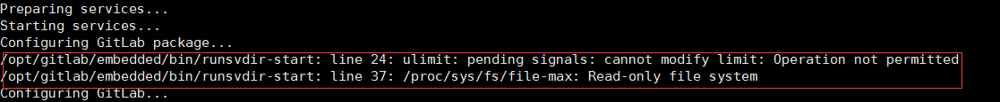 Preparing services...
Starting services...
Configuring GitLab package...
/opt/gitlab/embedded/bin/runsvdir-start: line 24: ulimit: pending signals: cannot modify limit: Operation not permitted
/opt/gitlab/embedded/bin/runsvdir-start: line 37: /proc/sys/fs/file-max: Read-only file system
Configuring GitLab...